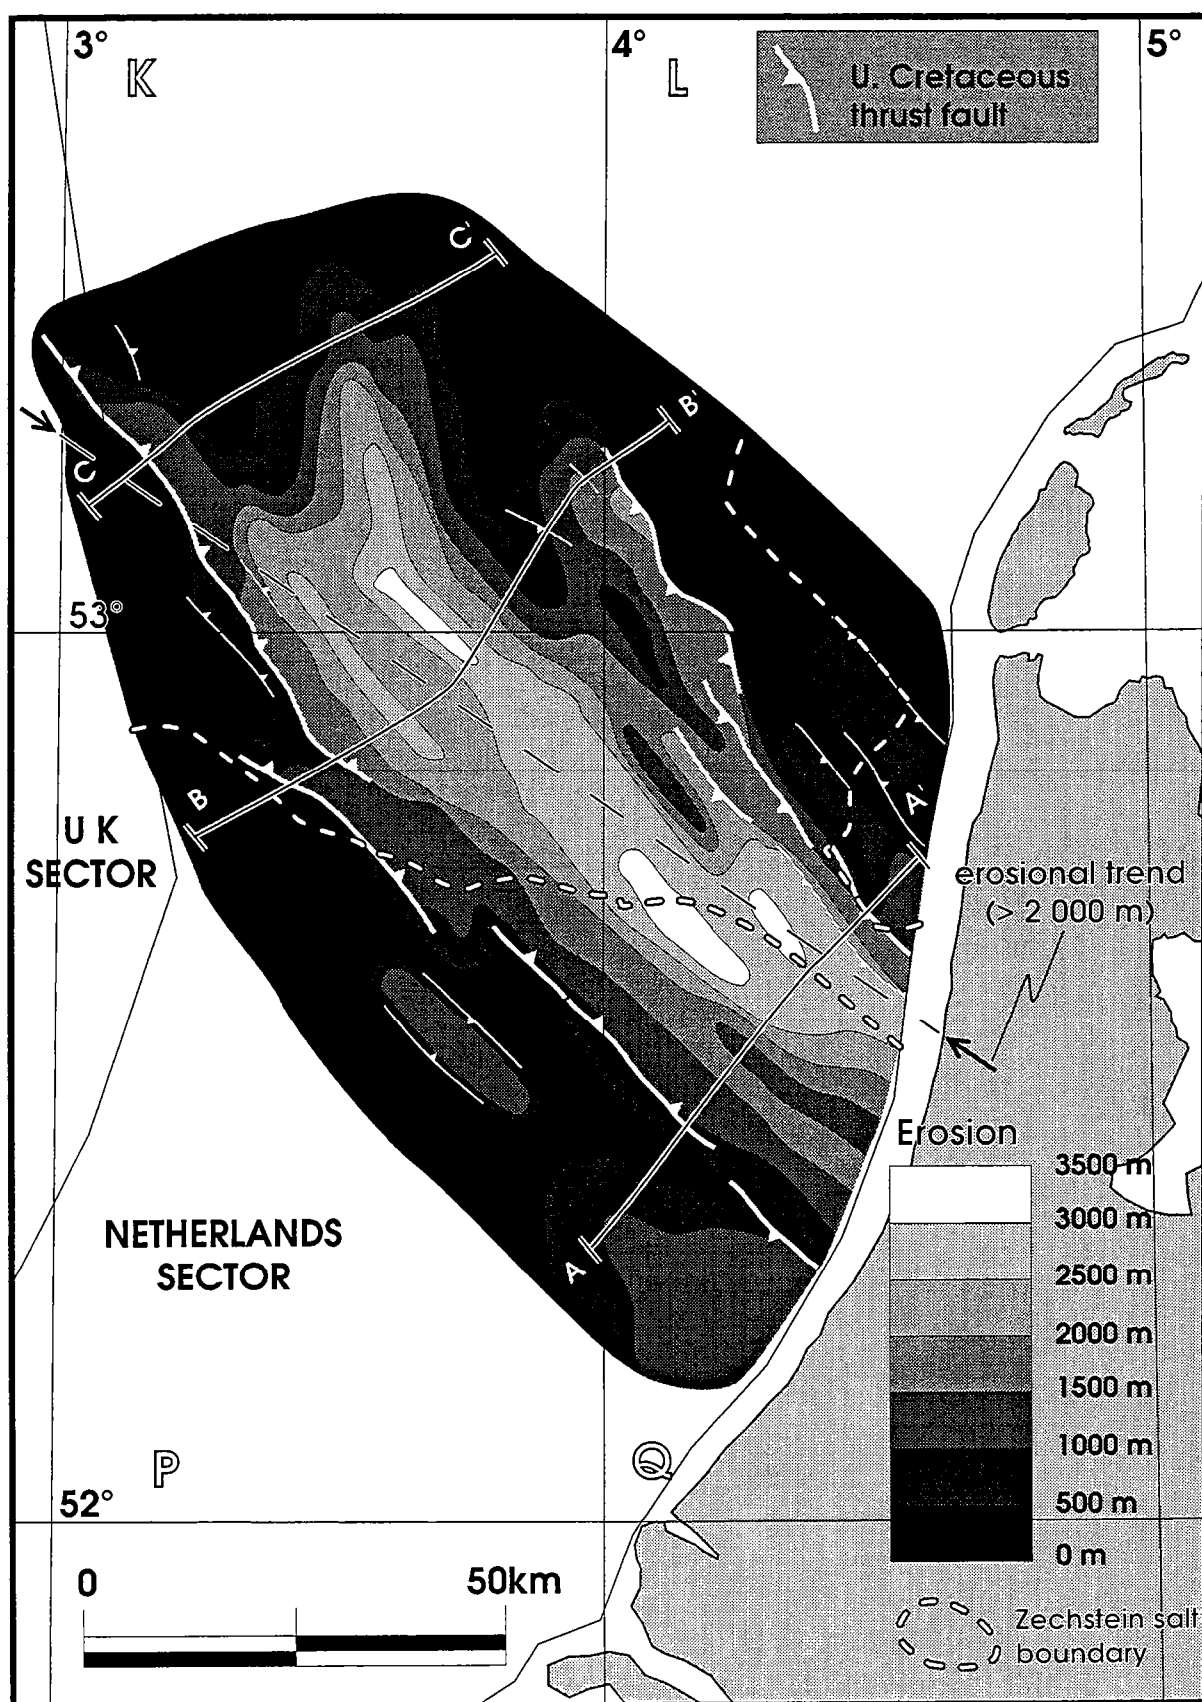 3°
4°
5°
K
L
U. Cretaceous
thrust fault
C'
B'
C
53°
B
A'
U K
SECTOR
erosional trend
(> 2 000 m)
Erosion
3500 m
3000 m
2500 m
2000 m
1500 m
1000 m
500 m
0 m
A
NETHERLANDS
SECTOR
P
Q
52°
0
50km
Zechstein salt
boundary